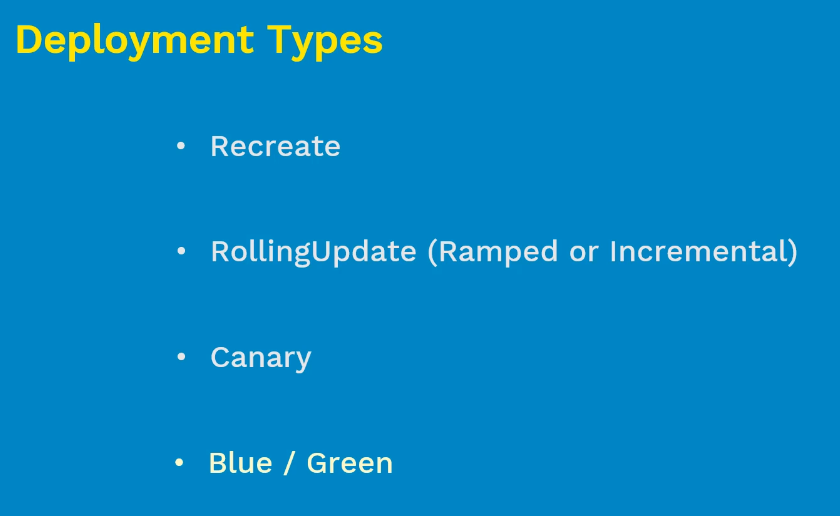 Deployment Types
• Recreate
• RollingUpdate (Ramped or Incremental)
• Canary
• Blue / Green